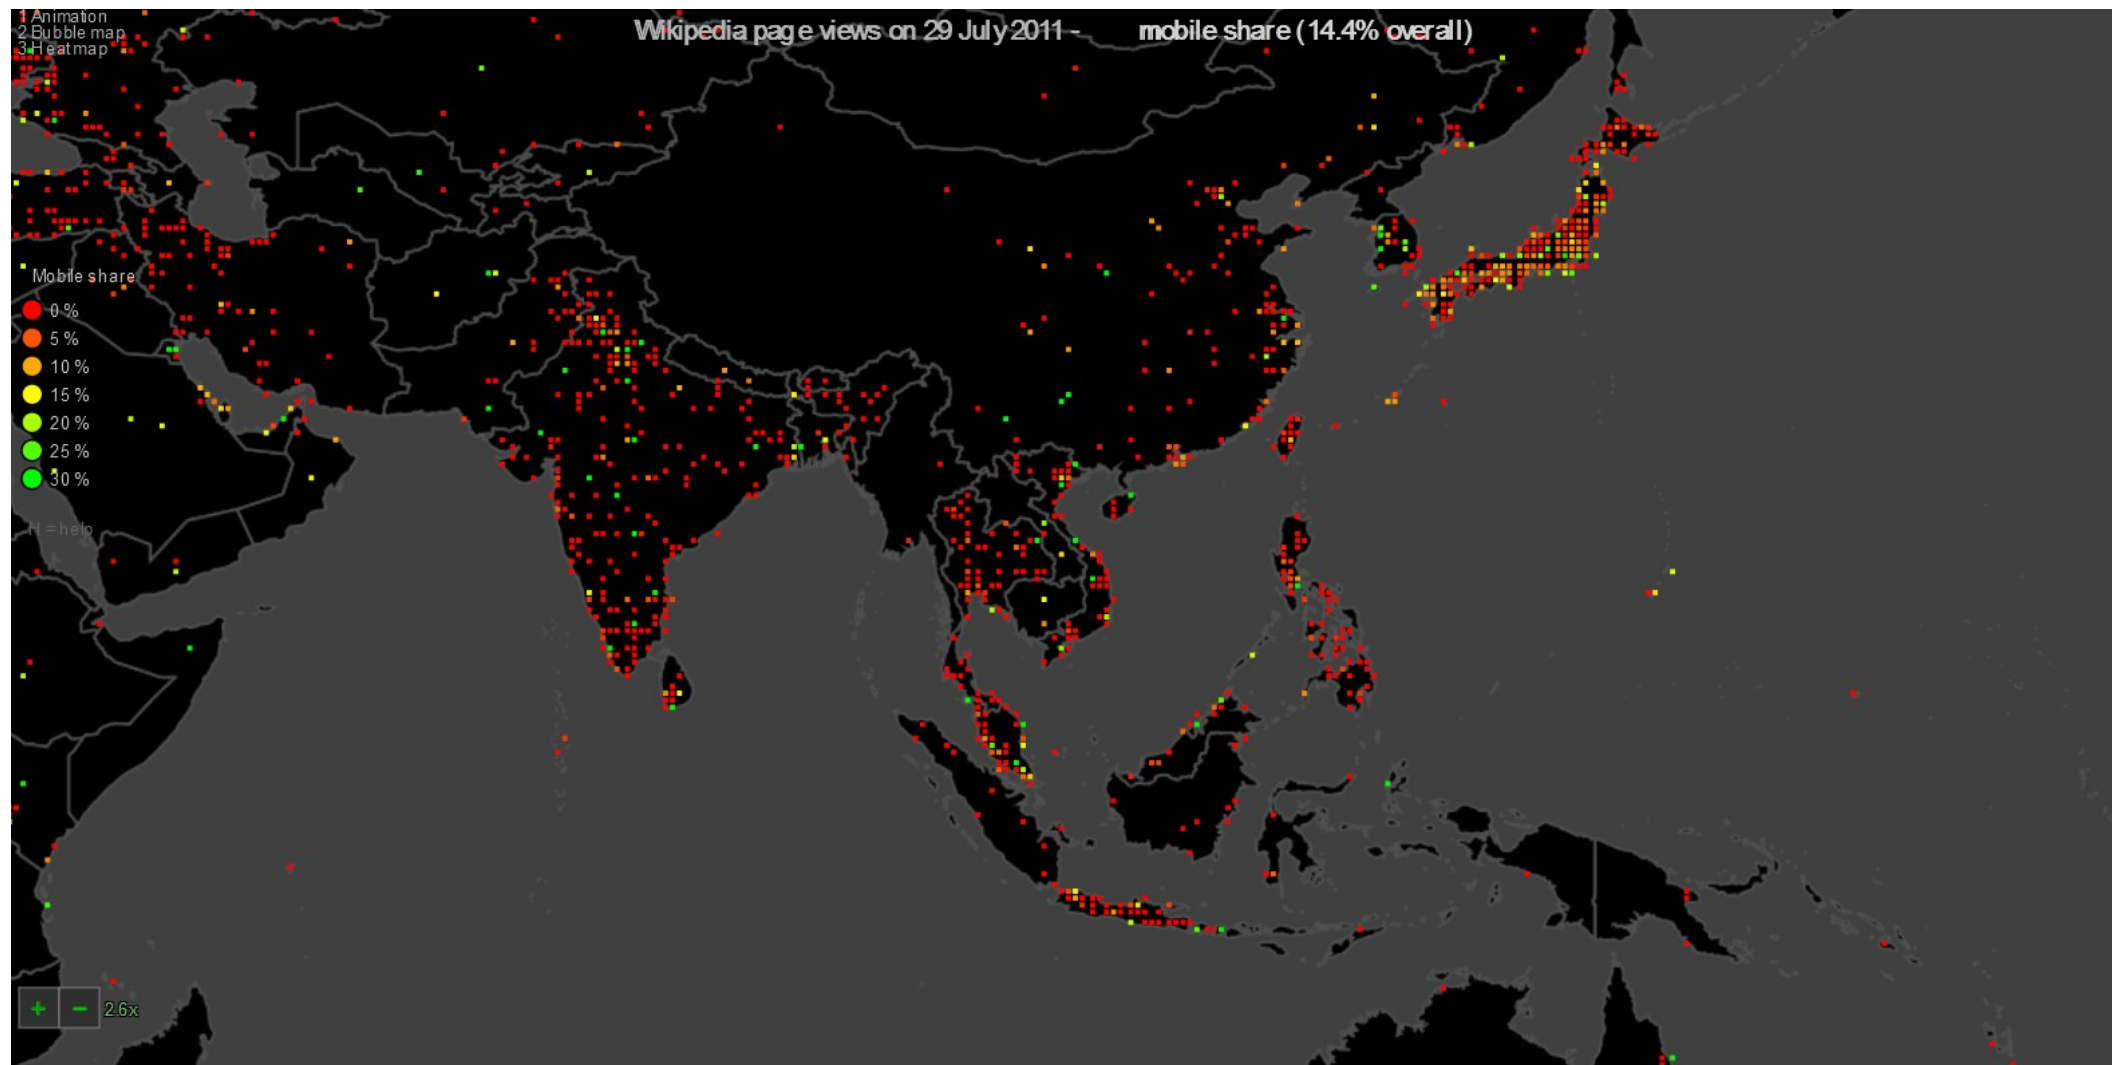 1 Animation
2 Bubble map
3 Heatmap
Wikipedia page views on 29 July 2011 - mobile share (14.4% overall)
Mobile share
0 %
5 %
10 %
15 %
20 %
25 %
30 %
H = help
+ − 2.6x